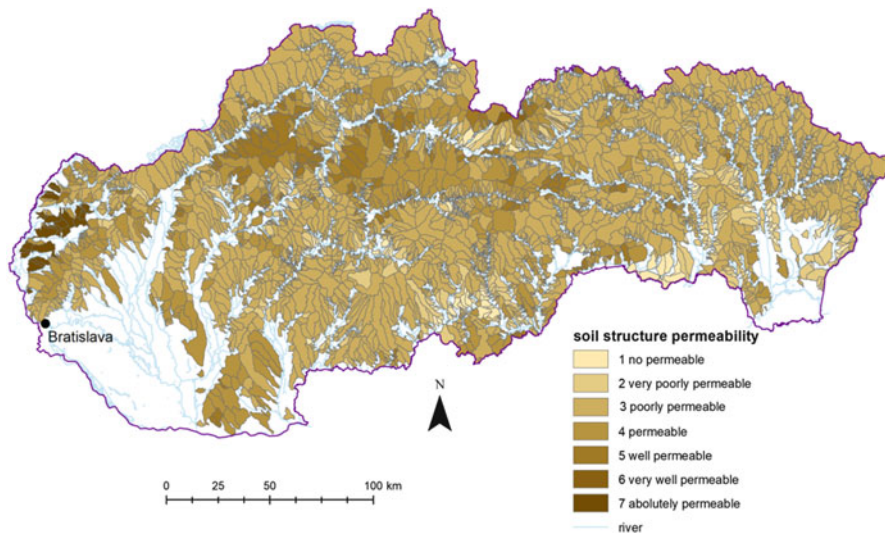 Bratislava
N
0 25 50 100 km
soil structure permeability
1 no permeable
2 very poorly permeable
3 poorly permeable
4 permeable
5 well permeable
6 very well permeable
7 abolutely permeable
river